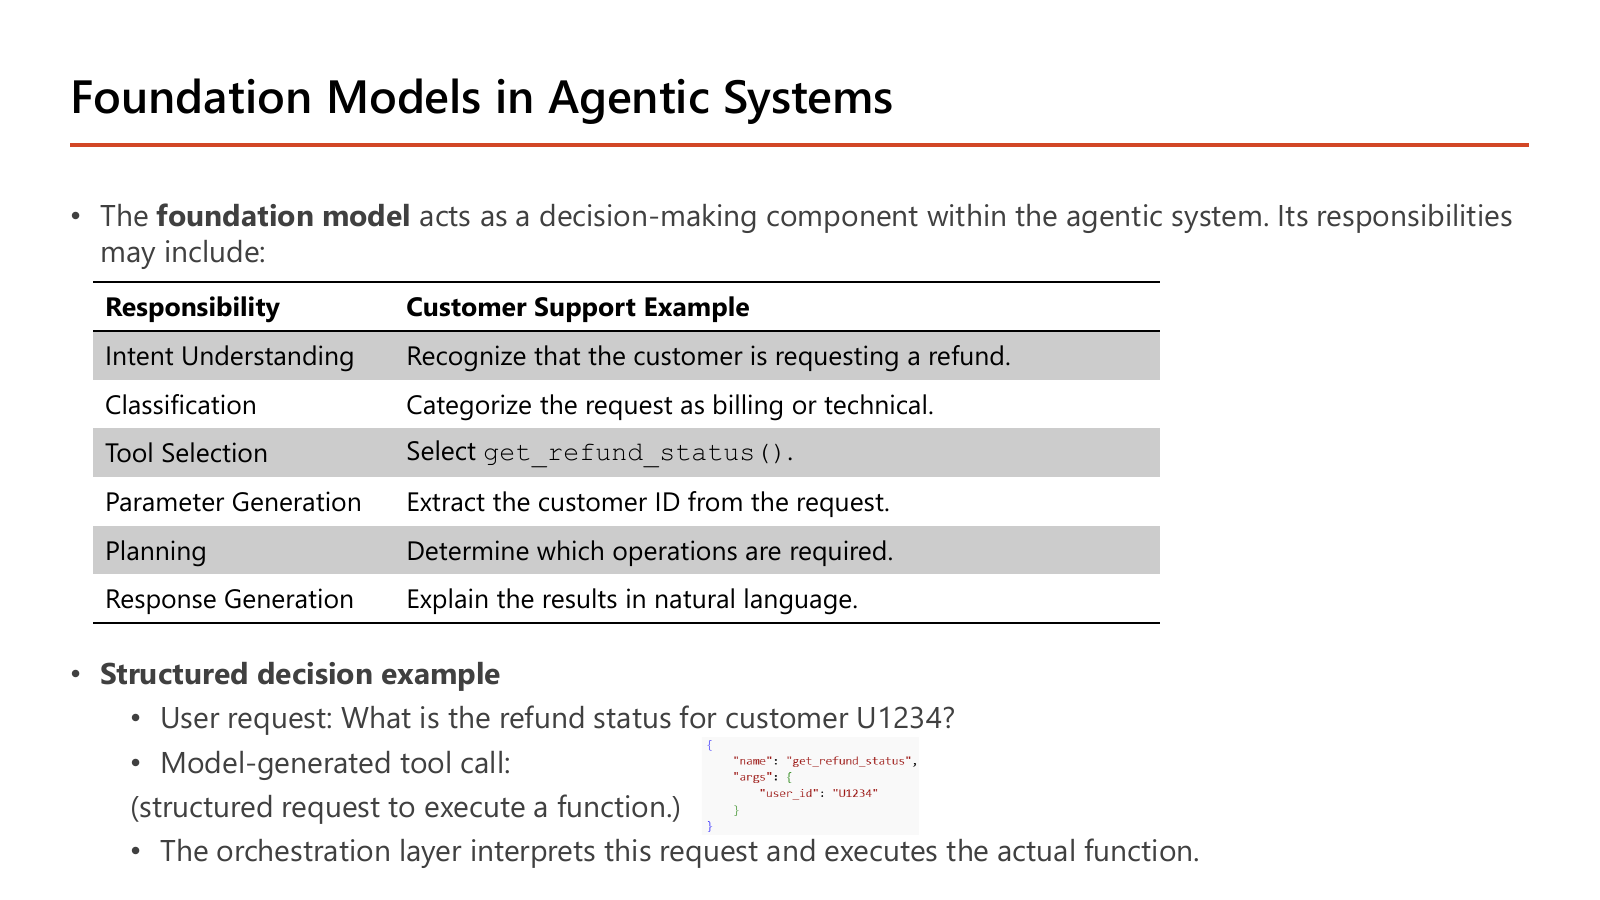 Foundation Models in Agentic Systems
• The foundation model acts as a decision-making component within the agentic system. Its responsibilities
may include:
Responsibility Customer Support Example
Intent Understanding Recognize that the customer is requesting a refund.
Classification Categorize the request as billing or technical.
Tool Selection Select get_refund_status().
Parameter Generation Extract the customer ID from the request.
Planning Determine which operations are required.
Response Generation Explain the results in natural language.
• Structured decision example
• User request: What is the refund status for customer U1234?
• Model-generated tool call:
(structured request to execute a function.)
{
"name": "get_refund_status",
"args": {
"user_id": "U1234"
}
}
• The orchestration layer interprets this request and executes the actual function.